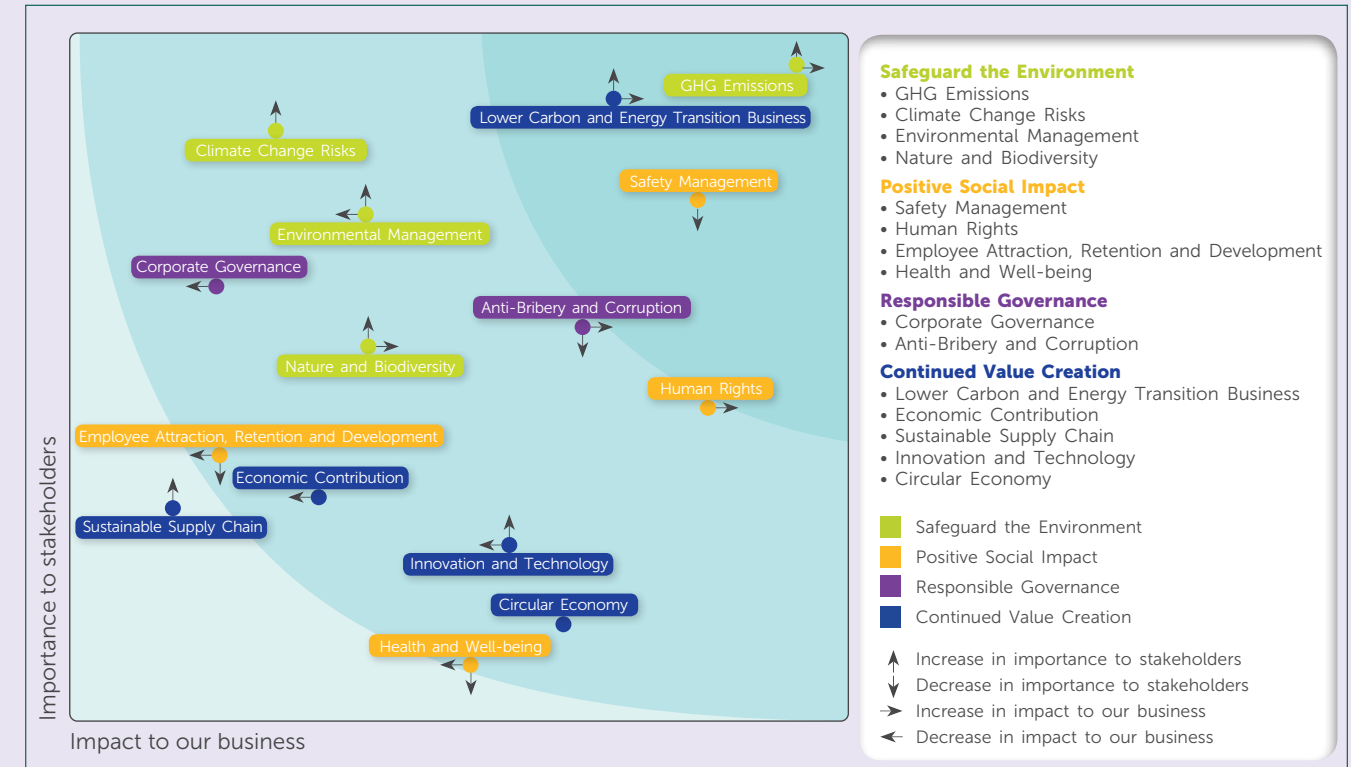 GHG Emissions
Lower Carbon and Energy Transition Business
Climate Change Risks
Safety Management
Environmental Management
Corporate Governance
Anti-Bribery and Corruption
Nature and Biodiversity
Human Rights
Employee Attraction, Retention and Development
Economic Contribution
Sustainable Supply Chain
Innovation and Technology
Circular Economy
Health and Well-being
Importance to stakeholders
Impact to our business
Safeguard the Environment
• GHG Emissions
• Climate Change Risks
• Environmental Management
• Nature and Biodiversity
Positive Social Impact
• Safety Management
• Human Rights
• Employee Attraction, Retention and Development
• Health and Well-being
Responsible Governance
• Corporate Governance
• Anti-Bribery and Corruption
Continued Value Creation
• Lower Carbon and Energy Transition Business
• Economic Contribution
• Sustainable Supply Chain
• Innovation and Technology
• Circular Economy
Safeguard the Environment
Positive Social Impact
Responsible Governance
Continued Value Creation
Increase in importance to stakeholders
Decrease in importance to stakeholders
Increase in impact to our business
Decrease in impact to our business